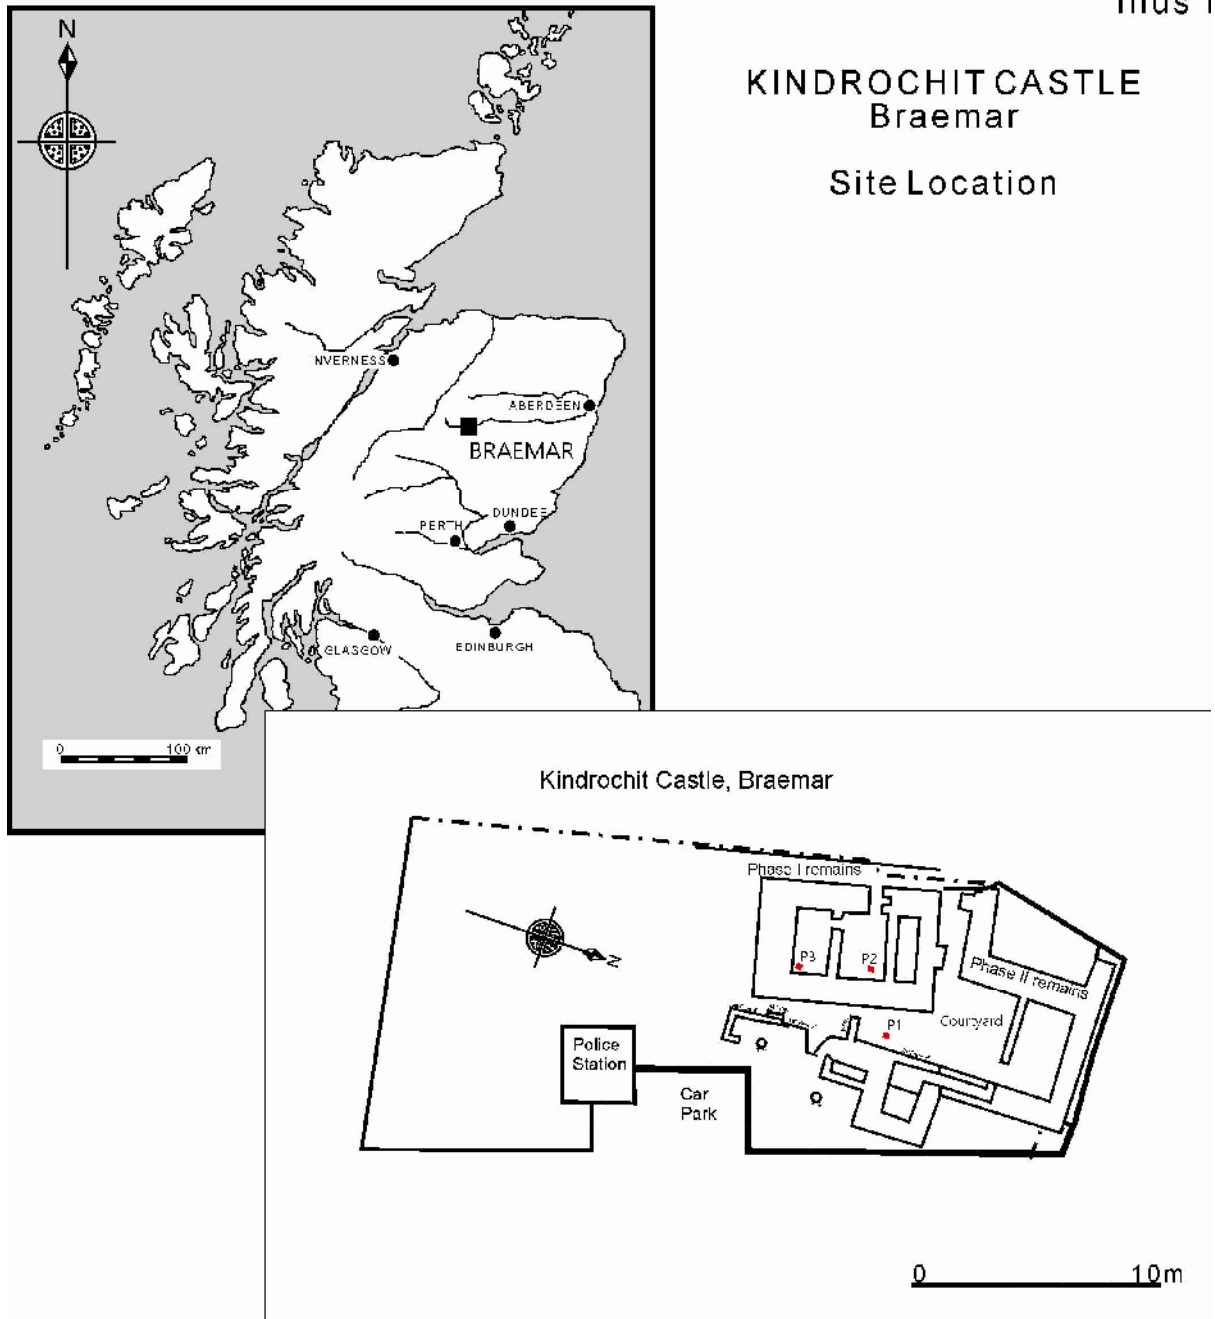 Illus 1
KINDROCHIT CASTLE
Braemar
Site Location
N
NVERNESS
ABERDEEN
BRAEMAR
DUNDEE
PERTH
GLASGOW
EDINBURGH
0 100 km
Kindrochit Castle, Braemar
Phase I remains
N
P3
P2
Phase II remains
P1
Courtyard
Police
Station
Car
Park
0 10m